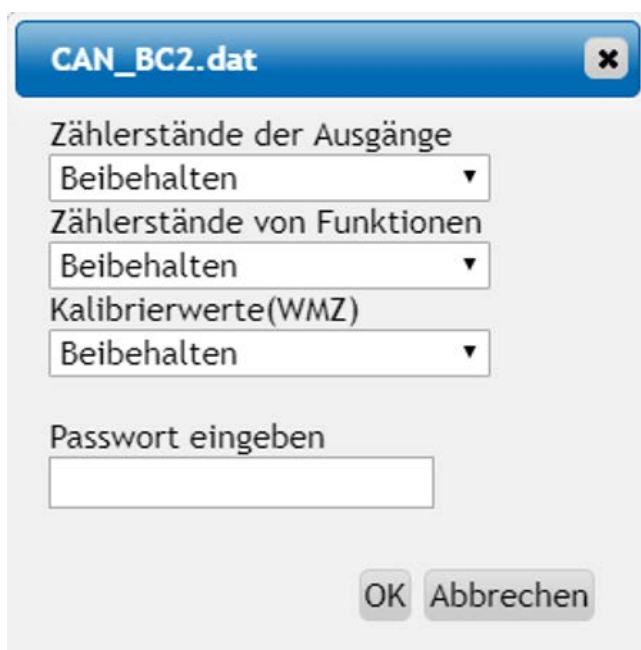 CAN_BC2.dat
Zählerstände der Ausgänge
Beibehalten
Zählerstände von Funktionen
Beibehalten
Kalibrierwerte(WMZ)
Beibehalten
Passwort eingeben
OK Abbrechen